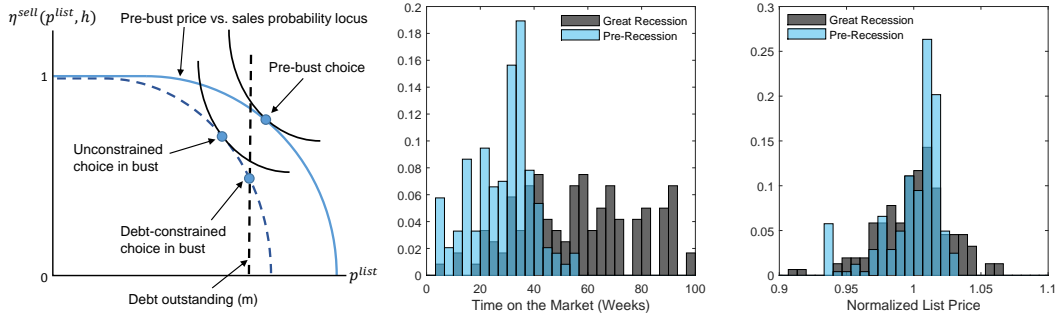 η^sell(p^list, h)
Pre-bust price vs. sales probability locus
1
Pre-bust choice
Unconstrained
choice in bust
Debt-constrained
choice in bust
0
p^list
Debt outstanding (m)
Great Recession
Pre-Recession
0.2
0.18
0.16
0.14
0.12
0.1
0.08
0.06
0.04
0.02
0
0 20 40 60 80 100
Time on the Market (Weeks)
Great Recession
Pre-Recession
0.3
0.25
0.2
0.15
0.1
0.05
0
0.9 0.95 1 1.05 1.1
Normalized List Price